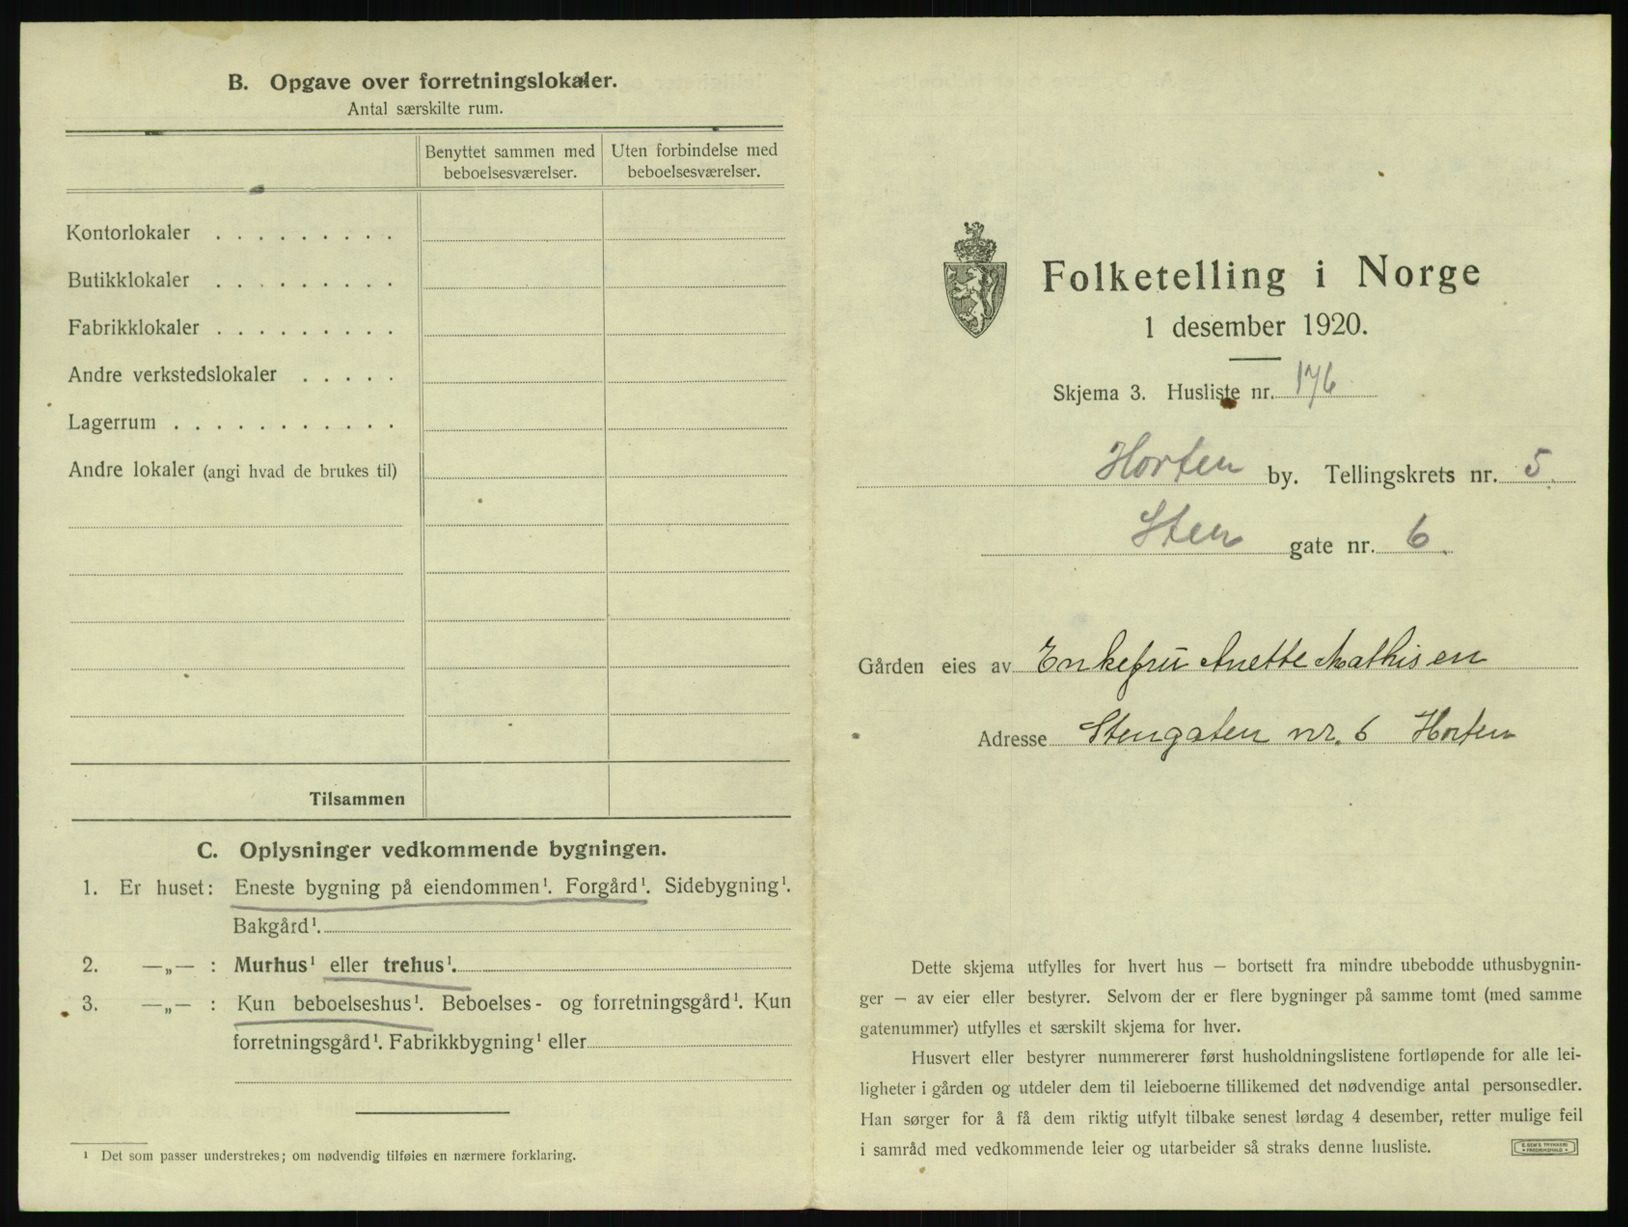 B. Opgave over forretningslokaler.
Antal særskilte rum.
Benyttet sammen med beboelsesværelser.
Uten forbindelse med beboelsesværelser.
Kontorlokaler . . . . . . . . .
Butikklokaler . . . . . . . . .
Fabrikklokaler . . . . . . . . .
Andre verkstedslokaler . . . . .
Lagerrum . . . . . . . . . . .
Andre lokaler (angi hvad de brukes til)
Tilsammen
C. Oplysninger vedkommende bygningen.
1. Er huset: Eneste bygning på eiendommen¹. Forgård¹. Sidebygning¹.
Bakgård¹.
2. —„— : Murhus¹ eller trehus¹.
3. —„— : Kun beboelseshus¹. Beboelses- og forretningsgård¹. Kun
forretningsgård¹. Fabrikkbygning¹ eller
¹ Det som passer understrekes; om nødvendig tilføies en nærmere forklaring.
Folketelling i Norge
1 desember 1920.
Skjema 3. Husliste nr. 176
Horten by. Tellingskrets nr. 5.
Sten gate nr. 6.
Gården eies av Enkefru Anette Mathisen
Adresse Stengaten nr. 6 Horten
Dette skjema utfylles for hvert hus — bortsett fra mindre ubebodde uthusbygnin-
ger — av eier eller bestyrer. Selvom der er flere bygninger på samme tomt (med samme
gatenummer) utfylles et særskilt skjema for hver.
Husvert eller bestyrer nummererer først husholdningslistene fortløpende for alle lei-
ligheter i gården og utdeler dem til leieboerne tillikemed det nødvendige antal personsedler.
Han sørger for å få dem riktig utfylt tilbake senest lørdag 4 desember, retter mulige feil
i samråd med vedkommende leier og utarbeider så straks denne husliste.
E. SEM'S TRYKKERI
FREDRIKSHALD